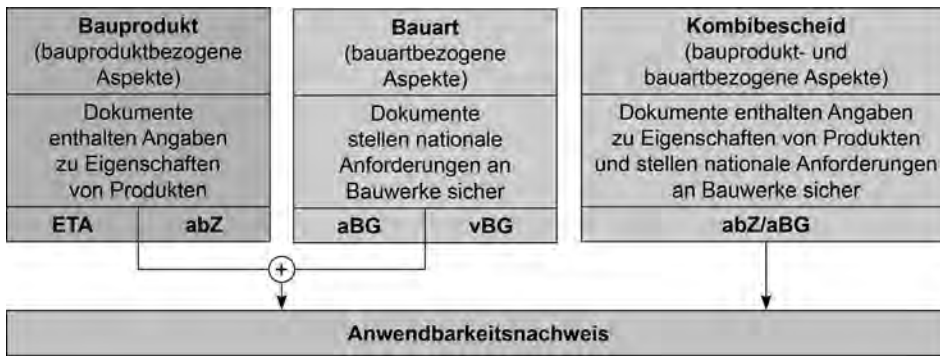 Bauprodukt
(bauproduktbezogene
Aspekte)
Dokumente
enthalten Angaben
zu Eigenschaften
von Produkten
ETA
abZ
Bauart
(bauartbezogene
Aspekte)
Dokumente
stellen nationale
Anforderungen an
Bauwerke sicher
aBG
vBG
Kombibescheid
(bauprodukt- und
bauartbezogene Aspekte)
Dokumente enthalten Angaben
zu Eigenschaften von Produkten
und stellen nationale Anforderungen
an Bauwerke sicher
abZ/aBG
+
Anwendbarkeitsnachweis